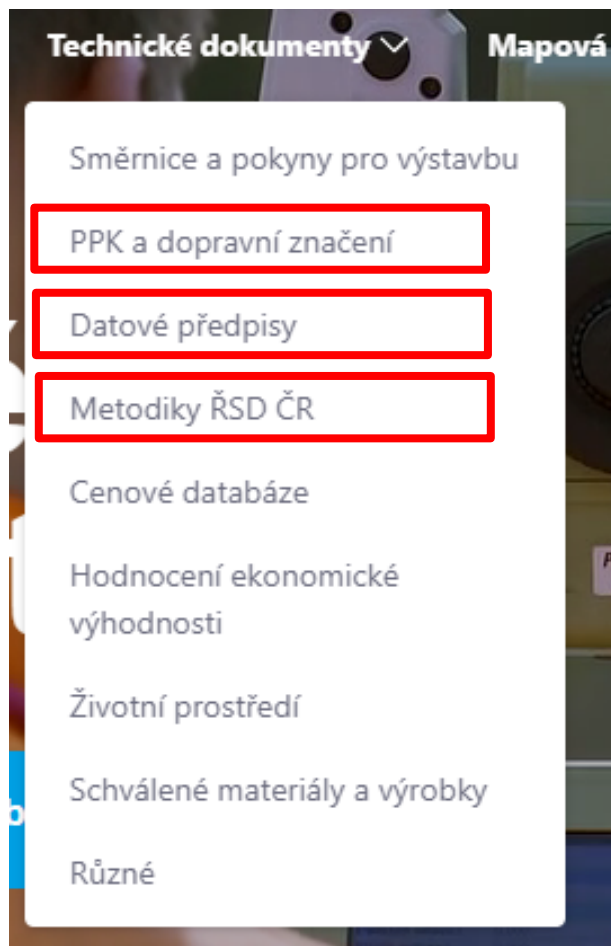 Technické dokumenty Mapová
Směrnice a pokyny pro výstavbu
PPK a dopravní značení
Datové předpisy
Metodiky ŘSD ČR
Cenové databáze
Hodnocení ekonomické
výhodnosti
Životní prostředí
Schválené materiály a výrobky
Různé